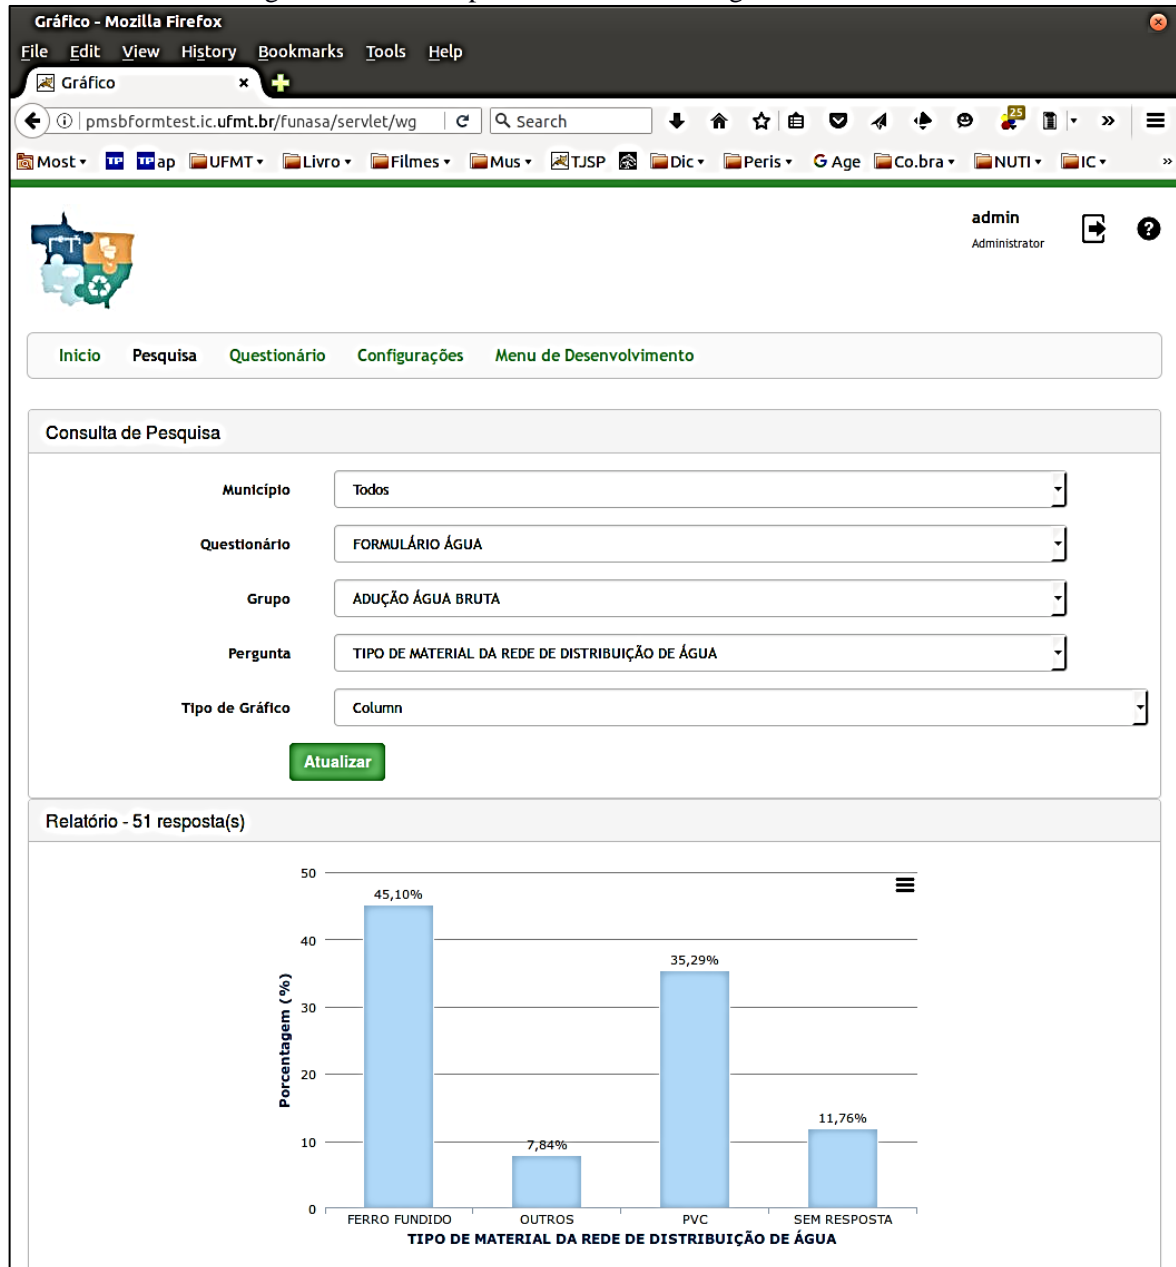 Gráfico - Mozilla Firefox
File Edit View History Bookmarks Tools Help
Gráfico
pmsbformtest.ic.ufmt.br/funasa/servlet/wg Search 25
Most TP TP ap UFMT Livro Filmes Mus TJSP Dic Peris G Age Co.bra NUTI IC »
admin
Administrator
Inicio Pesquisa Questionário Configurações Menu de Desenvolvimento
Consulta de Pesquisa
Município Todos
Questionário FORMULÁRIO ÁGUA
Grupo ADUÇÃO ÁGUA BRUTA
Pergunta TIPO DE MATERIAL DA REDE DE DISTRIBUIÇÃO DE ÁGUA
Tipo de Gráfico Column
Atualizar
Relatório - 51 resposta(s)
50
45,10%
40
35,29%
30
Porcentagem (%)
20
11,76%
10
7,84%
0
FERRO FUNDIDO OUTROS PVC SEM RESPOSTA
TIPO DE MATERIAL DA REDE DE DISTRIBUIÇÃO DE ÁGUA